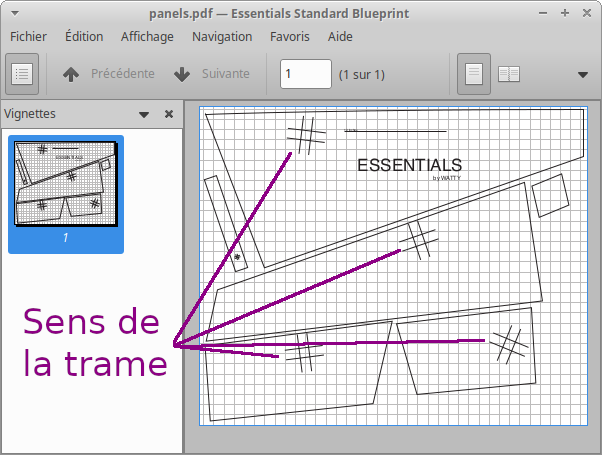 panels.pdf — Essentials Standard Blueprint
Fichier Édition Affichage Navigation Favoris Aide
Précédente Suivante 1 (1 sur 1)
Vignettes
ESSENTIALS
by WATTY
1
Sens de
la trame